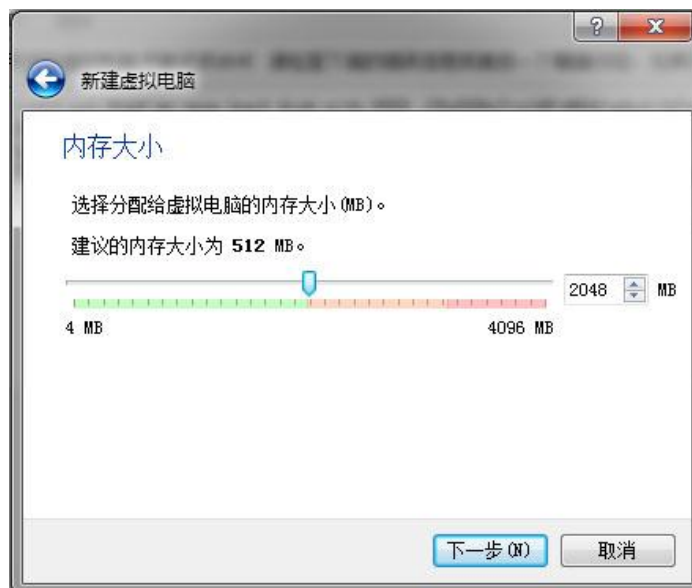 新建虚拟电脑
内存大小
选择分配给虚拟电脑的内存大小(MB)。
建议的内存大小为 512 MB。
2048 MB
4 MB 4096 MB
下一步(N) 取消